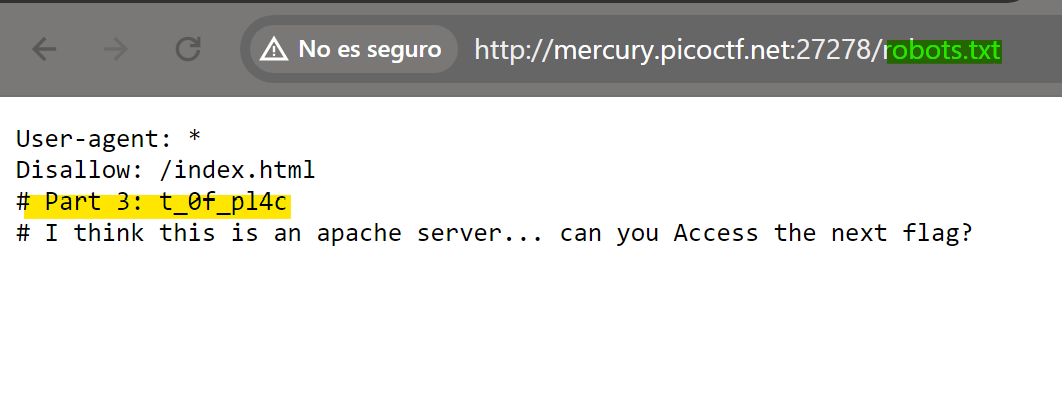 No es seguro http://mercury.picoctf.net:27278/robots.txt
User-agent: *
Disallow: /index.html
# Part 3: t_0f_pl4c
# I think this is an apache server... can you Access the next flag?